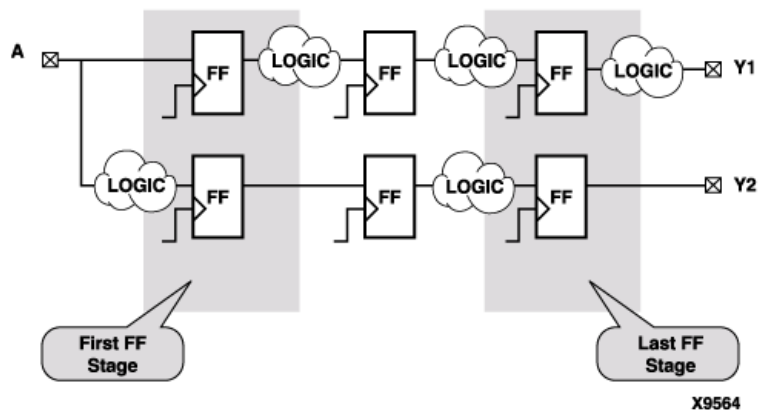 A
FF
LOGIC
FF
LOGIC
FF
LOGIC
Y1
LOGIC
FF
FF
LOGIC
FF
Y2
First FF
Stage
Last FF
Stage
X9564